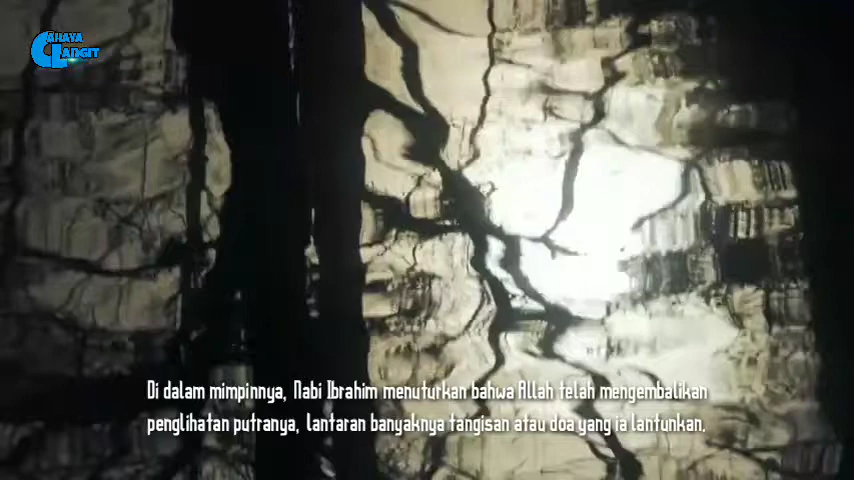 CAHAYA
LANGIT
Di dalam mimpinnya, Nabi Ibrahim menuturkan bahwa Allah telah mengembalikan
penglihatan putranya, lantaran banyaknya tangisan atau doa yang ia lantunkan.